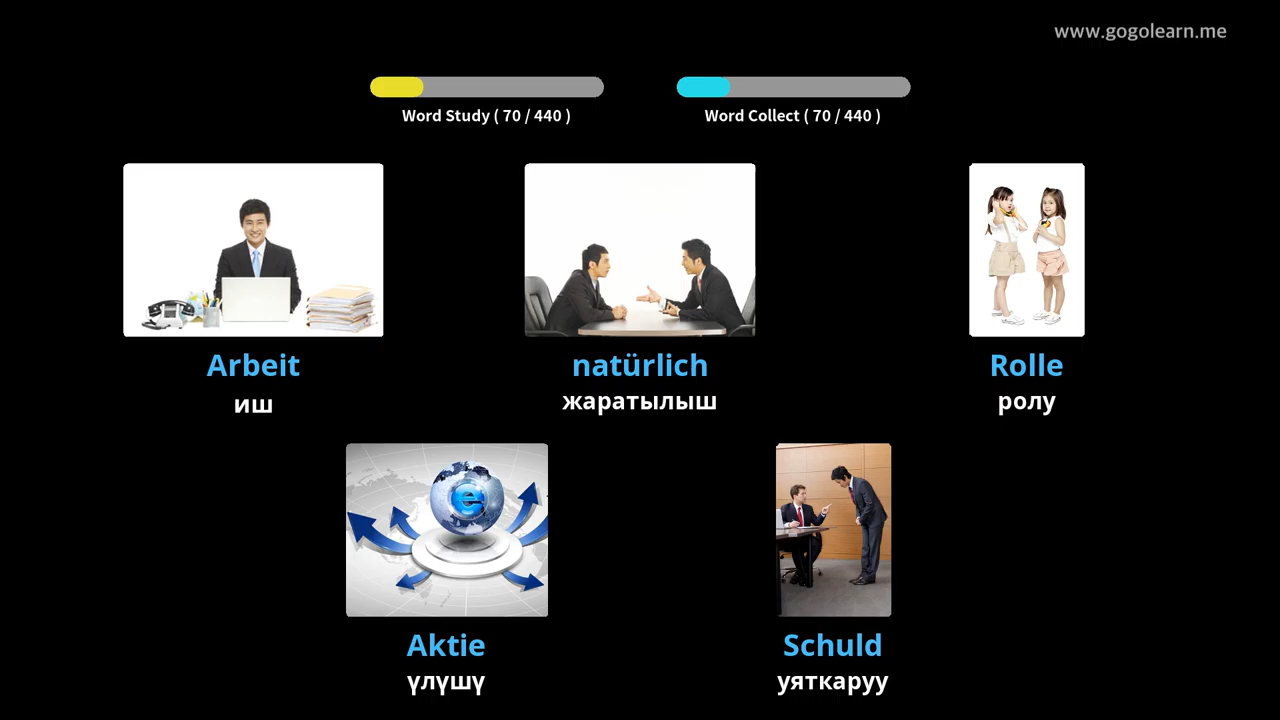 www.gogolearn.me
Word Study ( 70 / 440 )
Word Collect ( 70 / 440 )
Arbeit
natürlich
Rolle
иш
жаратылыш
ролу
e
Aktie
Schuld
үлүшү
уяткаруу